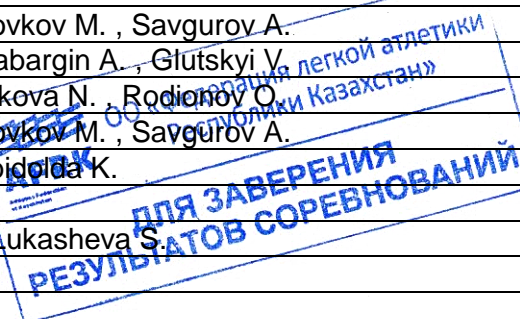 ovkov M. , Savgurov A.
abargin A. , Glutskyi V.
kova N. , Rodionov O.
ovkov M. , Savgurov A.
oidolda K.
Lukasheva S.
ОО «Федерация легкой атлетики
Республики Казахстан»
ДЛЯ ЗАВЕРЕНИЯ
РЕЗУЛЬТАТОВ СОРЕВНОВАНИЙ